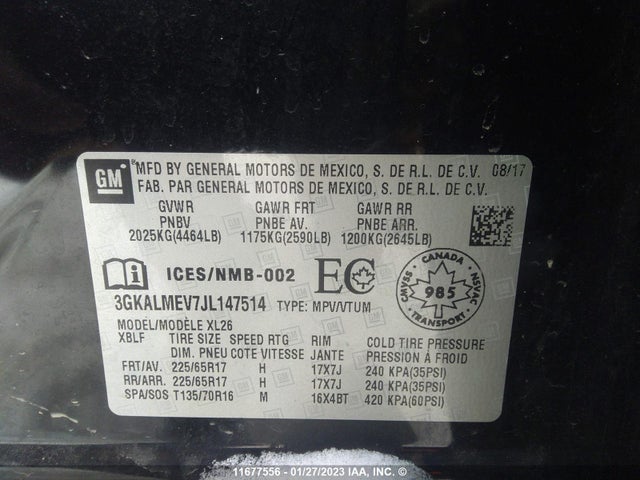 GM
MFD BY GENERAL MOTORS DE MEXICO, S. DE R.L. DE C.V. 08/17
FAB. PAR GENERAL MOTORS DE MEXICO, S. DE R.L. DE C.V.
GVWR GAWR FRT GAWR RR
PNBV PNBE AV. PNBE ARR.
2025KG(4464LB) 1175KG(2590LB) 1200KG(2645LB)
ICES/NMB-002 EC
CANADA
CMVSS 985 NSVAC
TRANSPORT
3GKALMEV7JL147514 TYPE: MPV/VTUM
MODEL/MODÈLE XL26
XBLF TIRE SIZE SPEED RTG RIM COLD TIRE PRESSURE
DIM. PNEU COTE VITESSE JANTE PRESSION À FROID
FRT/AV. 225/65R17 H 17X7J 240 KPA(35PSI)
RR/ARR. 225/65R17 H 17X7J 240 KPA(35PSI)
SPA/SOS T135/70R16 M 16X4BT 420 KPA(60PSI)
11677556 - 01/27/2023 IAA, INC. ©